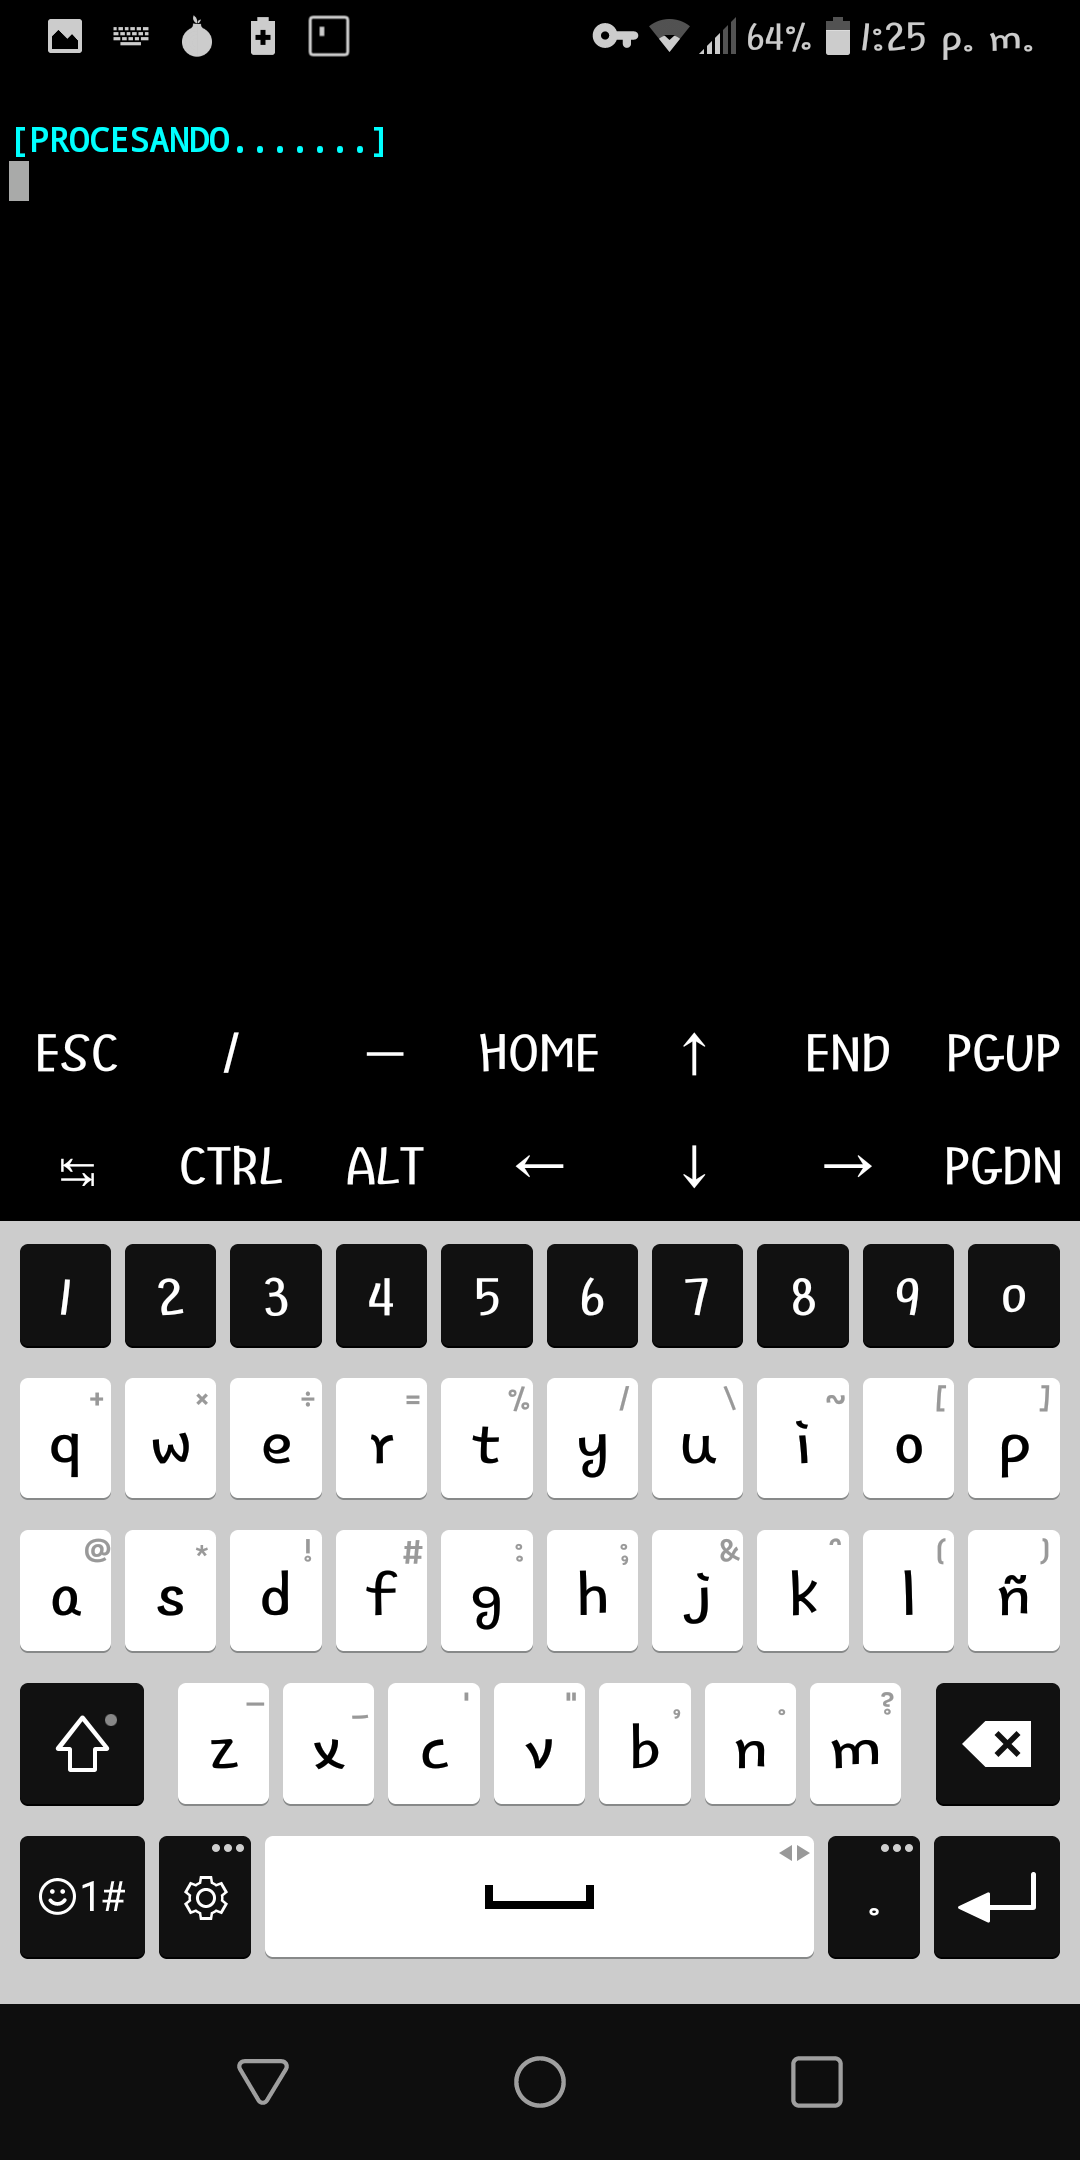 64% 1:25 p. m.
[PROCESANDO.......]
ESC / — HOME ↑ END PGUP
↹ CTRL ALT ← ↓ → PGDN
1 2 3 4 5 6 7 8 9 0
+ × ÷ = % / \ ~ [ ]
q w e r t y u i o p
@ * ! # : ; & ^ ( )
a s d f g h j k l ñ
– _ ' " , . ?
z x c v b n m
1# .